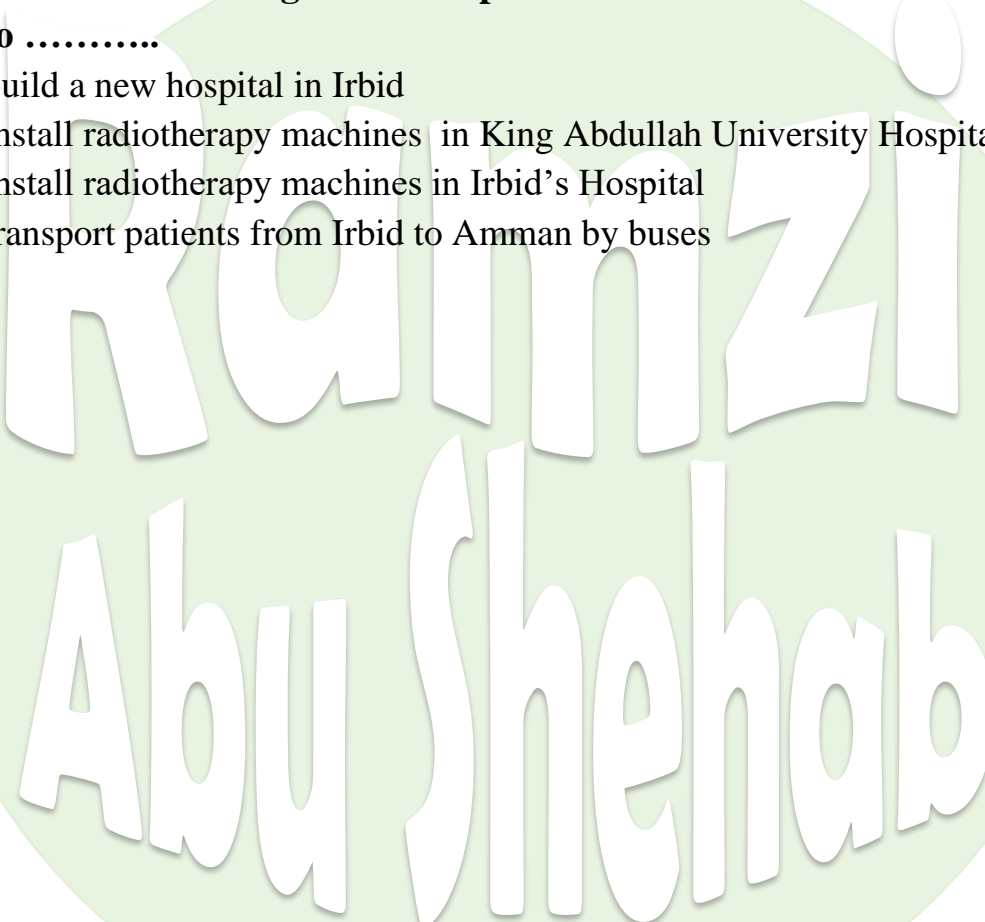 o ………..
uild a new hospital in Irbid
nstall radiotherapy machines in King Abdullah University Hospita
nstall radiotherapy machines in Irbid’s Hospital
ransport patients from Irbid to Amman by buses
Ramzi
Abu Shehab